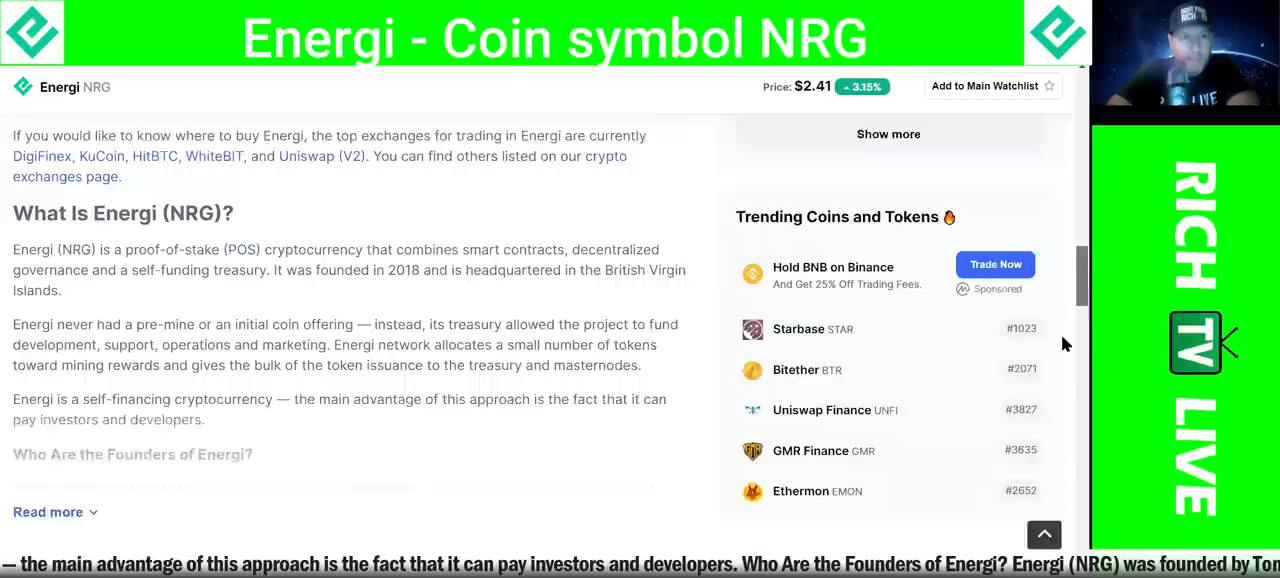 Energi - Coin symbol NRG
Energi NRG
Price: $2.41 3.15%
Add to Main Watchlist
If you would like to know where to buy Energi, the top exchanges for trading in Energi are currently
DigiFinex, KuCoin, HitBTC, WhiteBIT, and Uniswap (V2). You can find others listed on our crypto
exchanges page.
What Is Energi (NRG)?
Energi (NRG) is a proof-of-stake (POS) cryptocurrency that combines smart contracts, decentralized
governance and a self-funding treasury. It was founded in 2018 and is headquartered in the British Virgin
Islands.
Energi never had a pre-mine or an initial coin offering — instead, its treasury allowed the project to fund
development, support, operations and marketing. Energi network allocates a small number of tokens
toward mining rewards and gives the bulk of the token issuance to the treasury and masternodes.
Energi is a self-financing cryptocurrency — the main advantage of this approach is the fact that it can
pay investors and developers.
Who Are the Founders of Energi?
Read more
Show more
Trending Coins and Tokens
Hold BNB on Binance
And Get 25% Off Trading Fees.
Trade Now
Sponsored
Starbase STAR #1023
Bitether BTR #2071
Uniswap Finance UNFI #3827
GMR Finance GMR #3635
Ethermon EMON #2652
RICH TV LIVE
— the main advantage of this approach is the fact that it can pay investors and developers. Who Are the Founders of Energi? Energi (NRG) was founded by